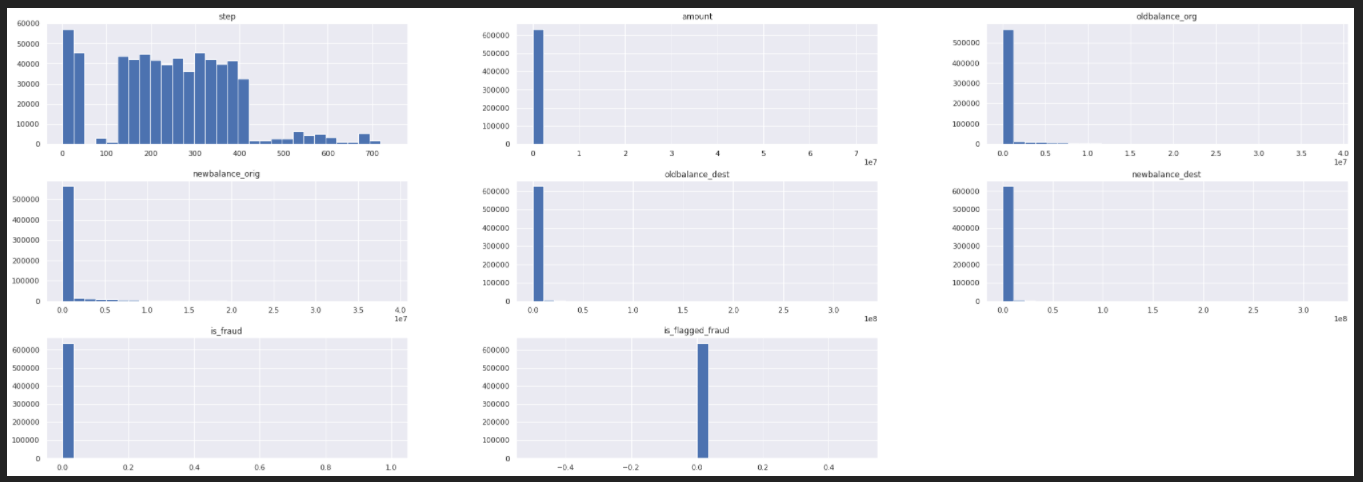 step
60000
50000
40000
30000
20000
10000
0
0 100 200 300 400 500 600 700
amount
600000
500000
400000
300000
200000
100000
0
0 1 2 3 4 5 6 7
1e7
oldbalance_org
500000
400000
300000
200000
100000
0
0.0 0.5 1.0 1.5 2.0 2.5 3.0 3.5 4.0
1e7
newbalance_orig
500000
400000
300000
200000
100000
0
0.0 0.5 1.0 1.5 2.0 2.5 3.0 3.5 4.0
1e7
oldbalance_dest
600000
500000
400000
300000
200000
100000
0
0.0 0.5 1.0 1.5 2.0 2.5 3.0
1e8
newbalance_dest
600000
500000
400000
300000
200000
100000
0
0.0 0.5 1.0 1.5 2.0 2.5 3.0
1e8
is_fraud
600000
500000
400000
300000
200000
100000
0
0.0 0.2 0.4 0.6 0.8 1.0
is_flagged_fraud
600000
500000
400000
300000
200000
100000
0
−0.4 −0.2 0.0 0.2 0.4